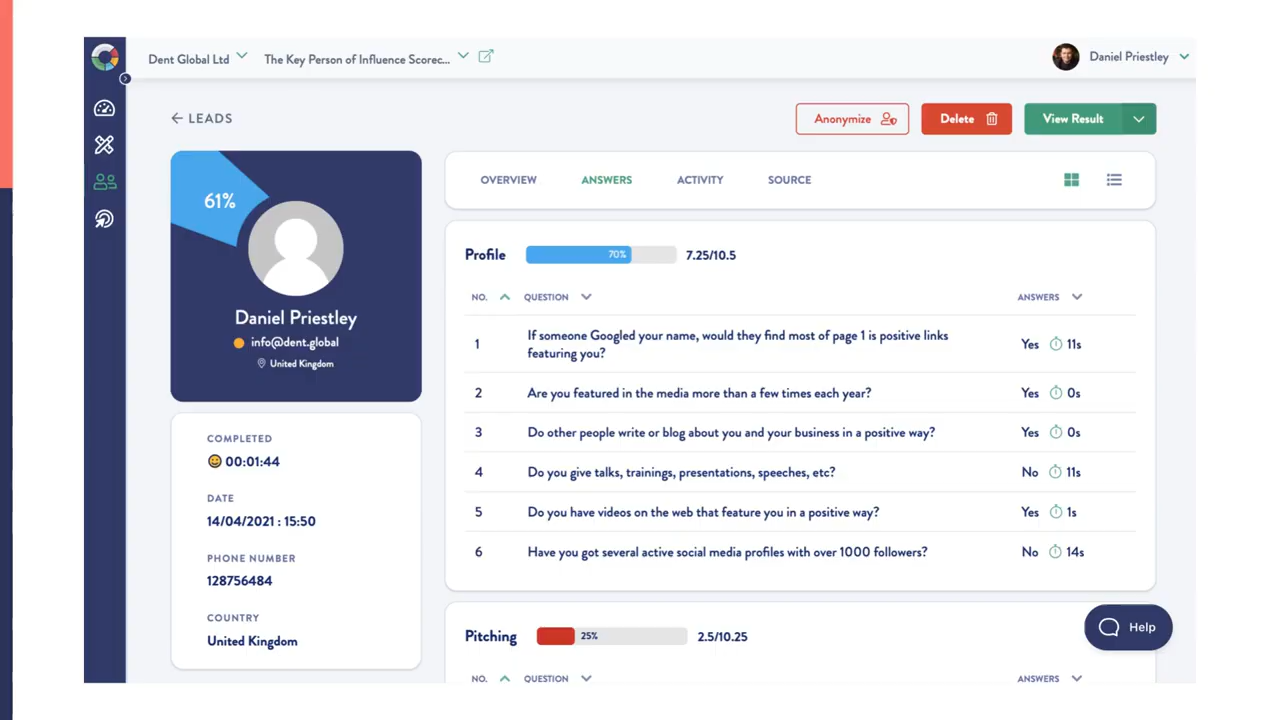 Dent Global Ltd The Key Person of Influence Scorec... Daniel Priestley
LEADS
Anonymize Delete View Result
61%
Daniel Priestley
info@dent.global
United Kingdom
COMPLETED
00:01:44
DATE
14/04/2021 : 15:50
PHONE NUMBER
128756484
COUNTRY
United Kingdom
OVERVIEW ANSWERS ACTIVITY SOURCE
Profile 70% 7.25/10.5
NO. QUESTION ANSWERS
1 If someone Googled your name, would they find most of page 1 is positive links
featuring you? Yes 11s
2 Are you featured in the media more than a few times each year? Yes 0s
3 Do other people write or blog about you and your business in a positive way? Yes 0s
4 Do you give talks, trainings, presentations, speeches, etc? No 11s
5 Do you have videos on the web that feature you in a positive way? Yes 1s
6 Have you got several active social media profiles with over 1000 followers? No 14s
Pitching 25% 2.5/10.25
NO. QUESTION ANSWERS
Help